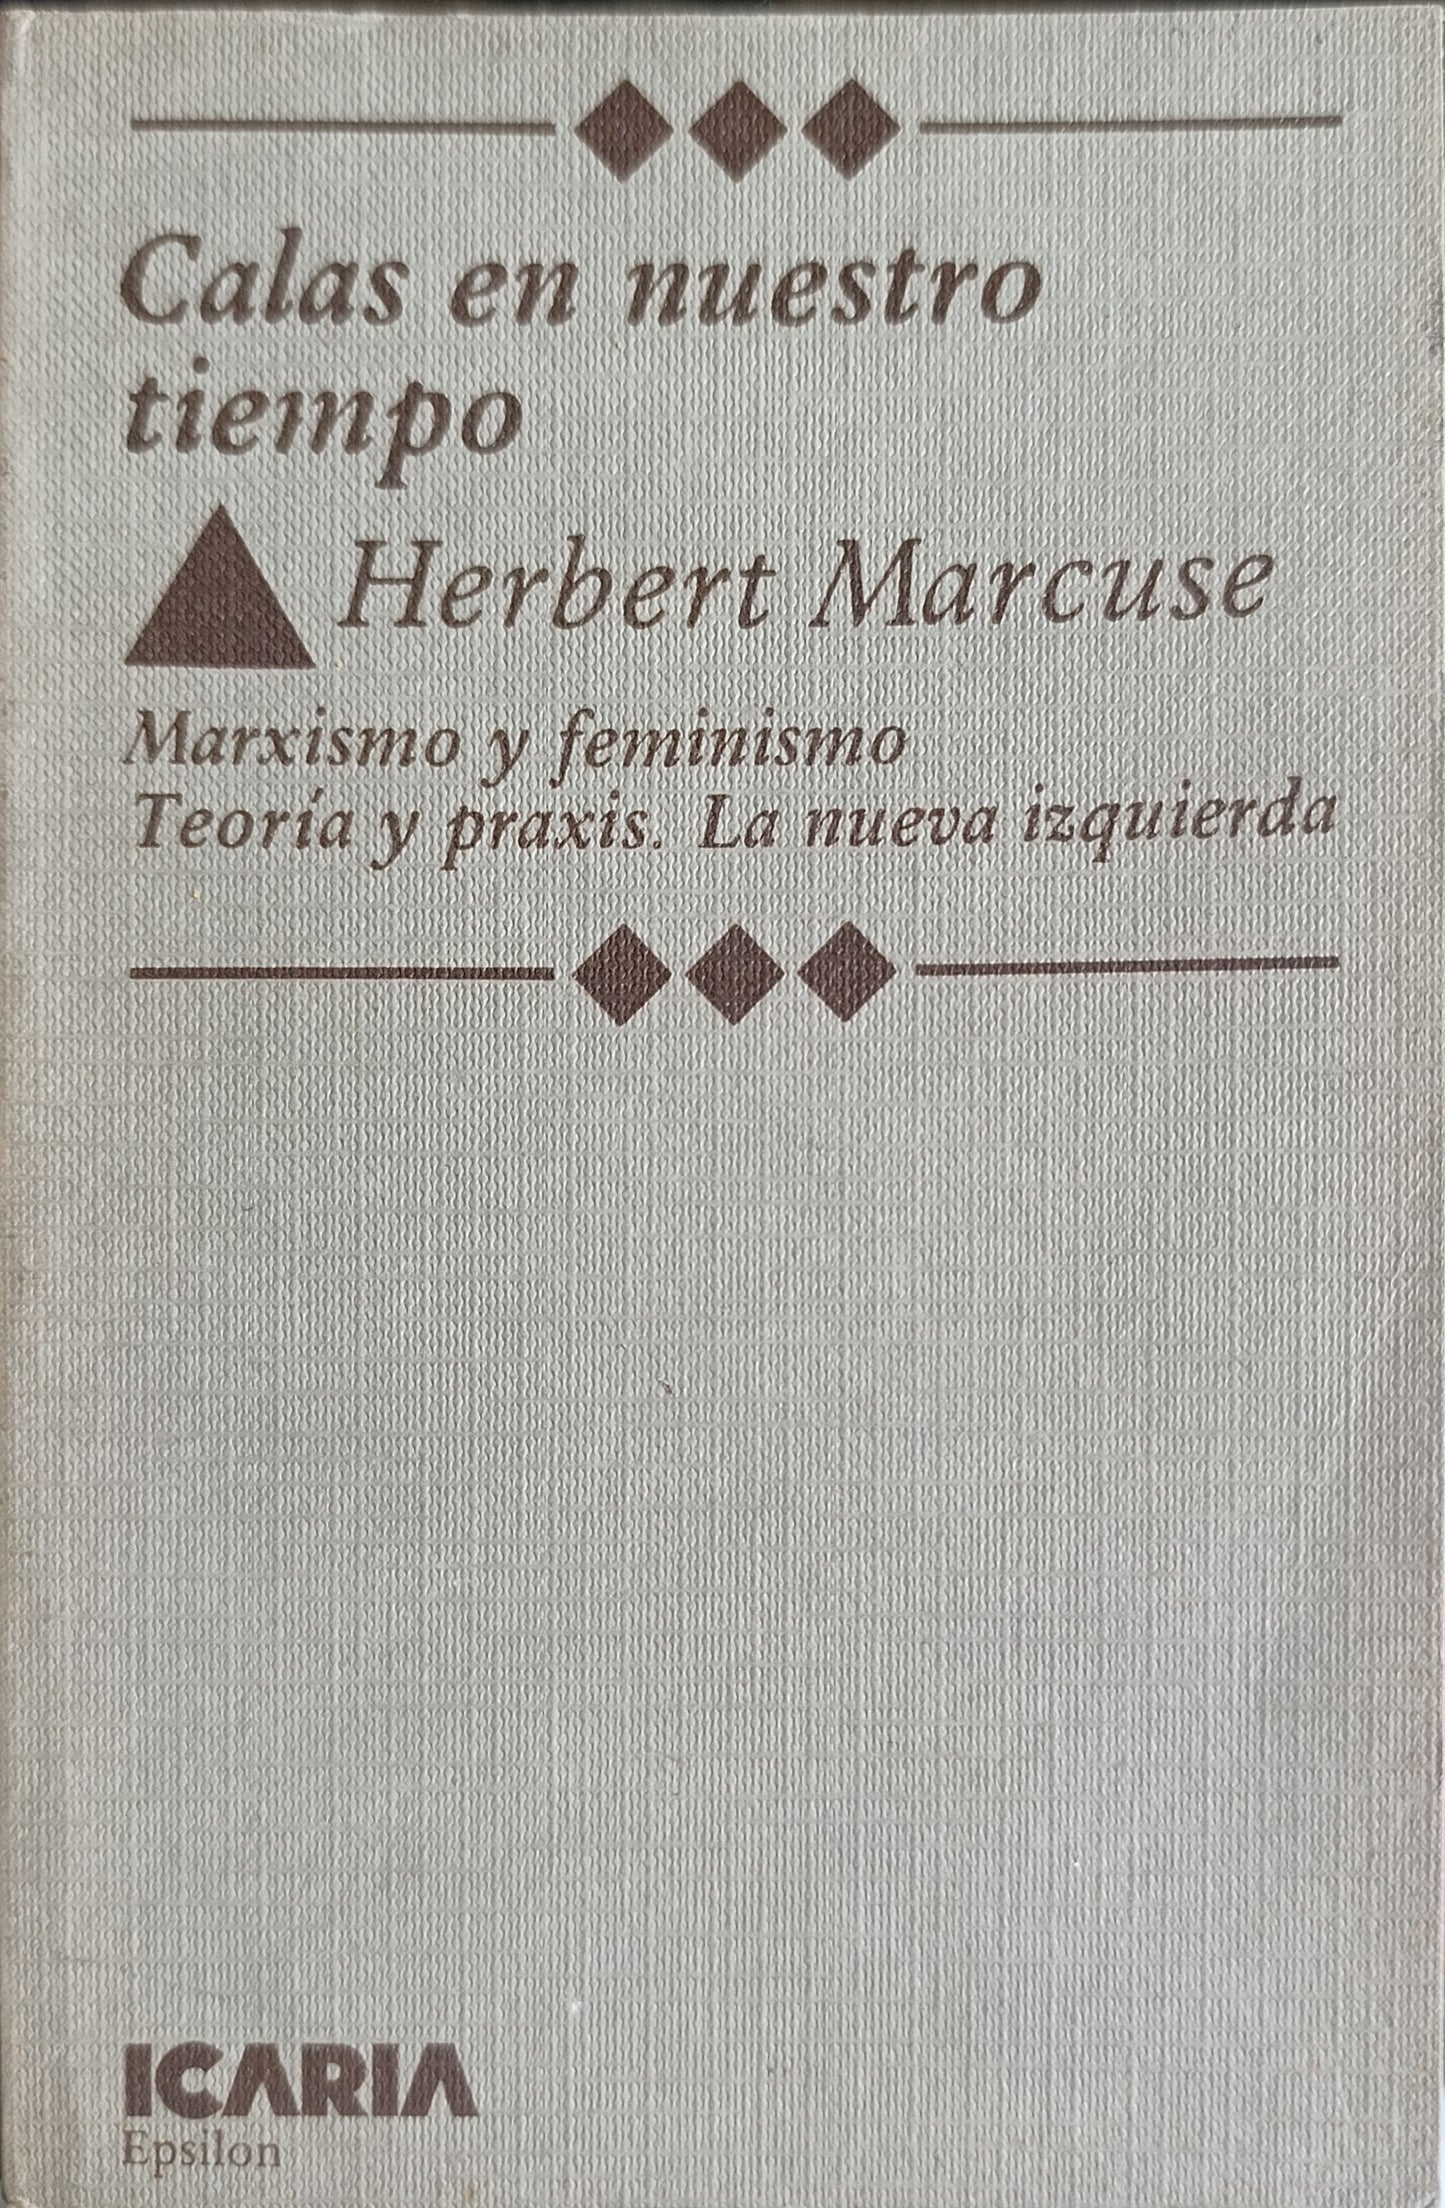 Calas en nuestro
tiempo
Herbert Marcuse
Marxismo y feminismo
Teoría y praxis. La nueva izquierda
ICARIA
Epsilon